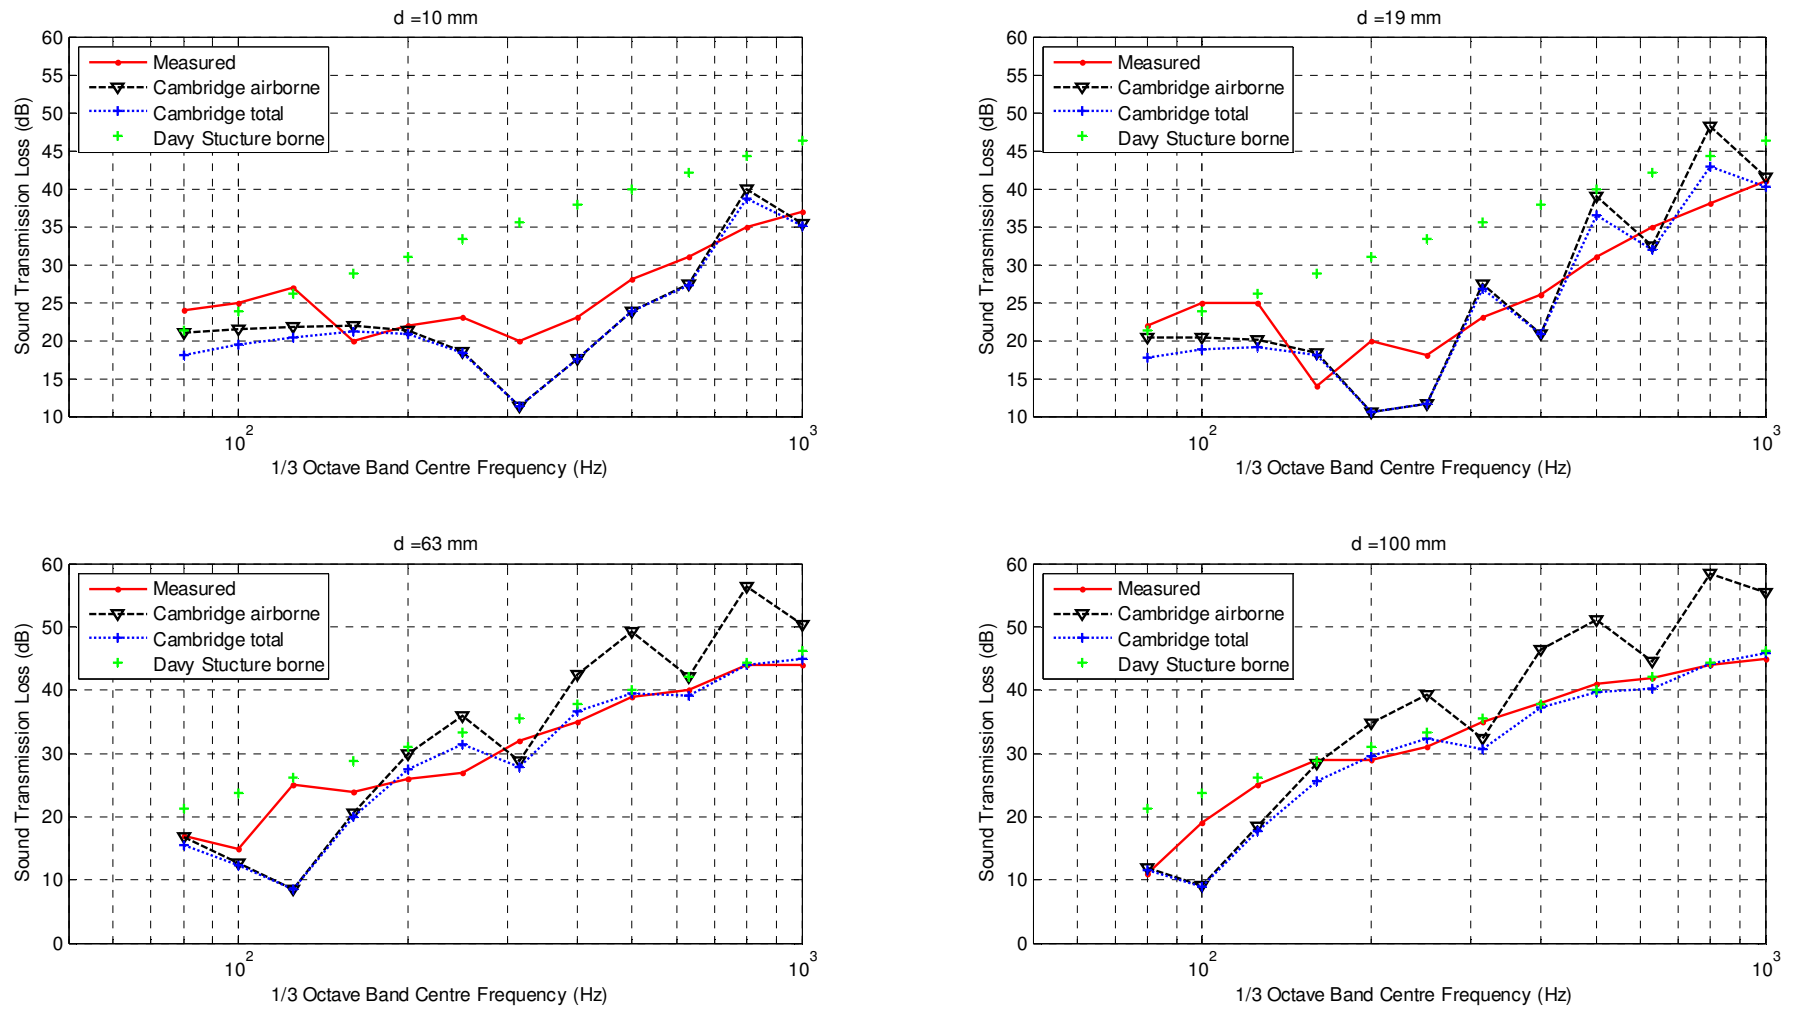 d =10 mm
60
55
50
45
40
35
30
25
20
15
10
Sound Transmission Loss (dB)
Measured
Cambridge airborne
Cambridge total
Davy Stucture borne
10^2
10^3
1/3 Octave Band Centre Frequency (Hz)
d =19 mm
60
55
50
45
40
35
30
25
20
15
10
Sound Transmission Loss (dB)
Measured
Cambridge airborne
Cambridge total
Davy Stucture borne
10^2
10^3
1/3 Octave Band Centre Frequency (Hz)
d =63 mm
60
50
40
30
20
10
0
Sound Transmission Loss (dB)
Measured
Cambridge airborne
Cambridge total
Davy Stucture borne
10^2
10^3
1/3 Octave Band Centre Frequency (Hz)
d =100 mm
60
50
40
30
20
10
0
Sound Transmission Loss (dB)
Measured
Cambridge airborne
Cambridge total
Davy Stucture borne
10^2
10^3
1/3 Octave Band Centre Frequency (Hz)